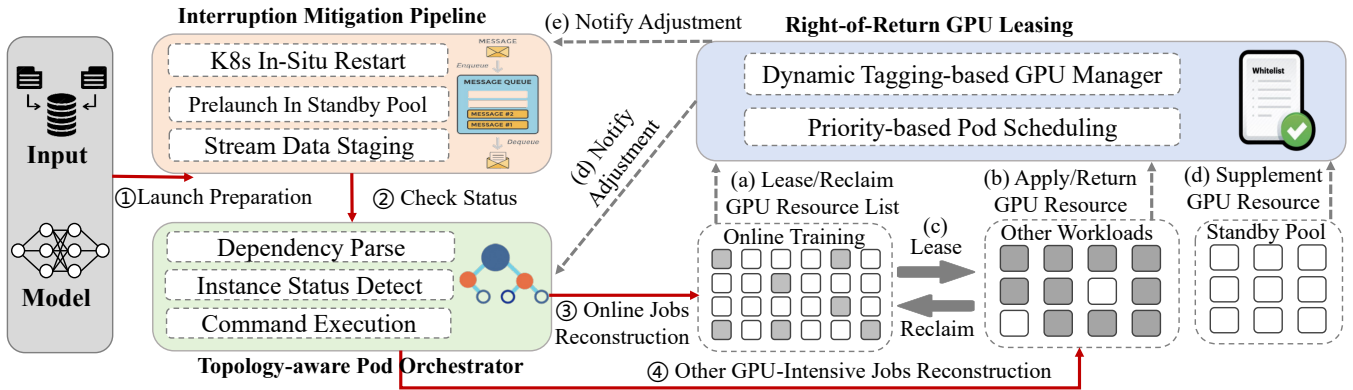 Interruption Mitigation Pipeline
(e) Notify Adjustment
Right-of-Return GPU Leasing
Input
Model
K8s In-Situ Restart
Prelaunch In Standby Pool
Stream Data Staging
MESSAGE
Enqueue
MESSAGE QUEUE
MESSAGE #2
MESSAGE #1
Dequeue
Dynamic Tagging-based GPU Manager
Priority-based Pod Scheduling
Whitelist
①Launch Preparation
② Check Status
(d) Notify
Adjustment
(a) Lease/Reclaim
GPU Resource List
(b) Apply/Return
GPU Resource
(d) Supplement
GPU Resource
Dependency Parse
Instance Status Detect
Command Execution
Topology-aware Pod Orchestrator
③ Online Jobs
Reconstruction
Online Training
(c)
Lease
Reclaim
Other Workloads
Standby Pool
④ Other GPU-Intensive Jobs Reconstruction